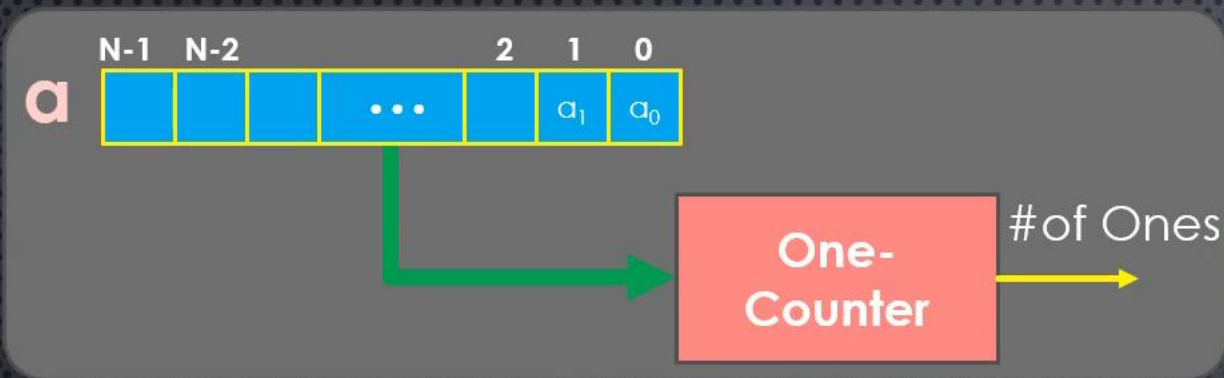 N-1 N-2 2 1 0
a ... a₁ a₀
#of Ones
One-
Counter